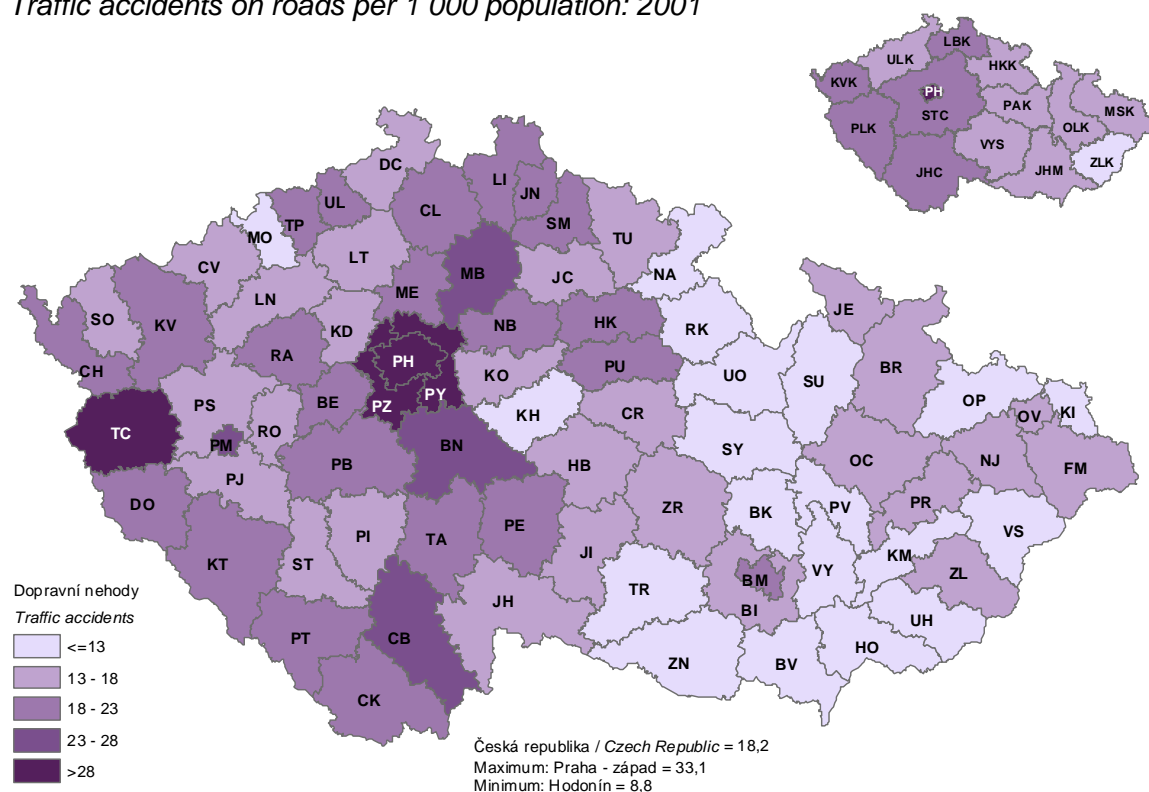 Traffic accidents on roads per 1 000 population: 2001
LBK
ULK
HKK
KVK
PH
PAK
MSK
STC
PLK
OLK
VYS
ZLK
JHC
JHM
DC
LI
JN
UL
CL
TP
SM
MO
TU
LT
CV
MB
NA
JC
ME
LN
JE
SO
KV
KD
NB
HK
RK
RA
PH
PU
BR
CH
KO
UO
SU
PY
OP
KI
BE
PZ
PS
KH
CR
OV
RO
TC
PM
BN
SY
OC
NJ
FM
PB
HB
PJ
PR
DO
ZR
PV
BK
PE
VS
PI
TA
JI
KM
KT
ST
VY
ZL
BM
TR
JH
BI
UH
PT
CB
HO
ZN
BV
CK
Dopravní nehody
Traffic accidents
<=13
13 - 18
18 - 23
23 - 28
>28
Česká republika / Czech Republic = 18,2
Maximum: Praha - západ = 33,1
Minimum: Hodonín = 8,8